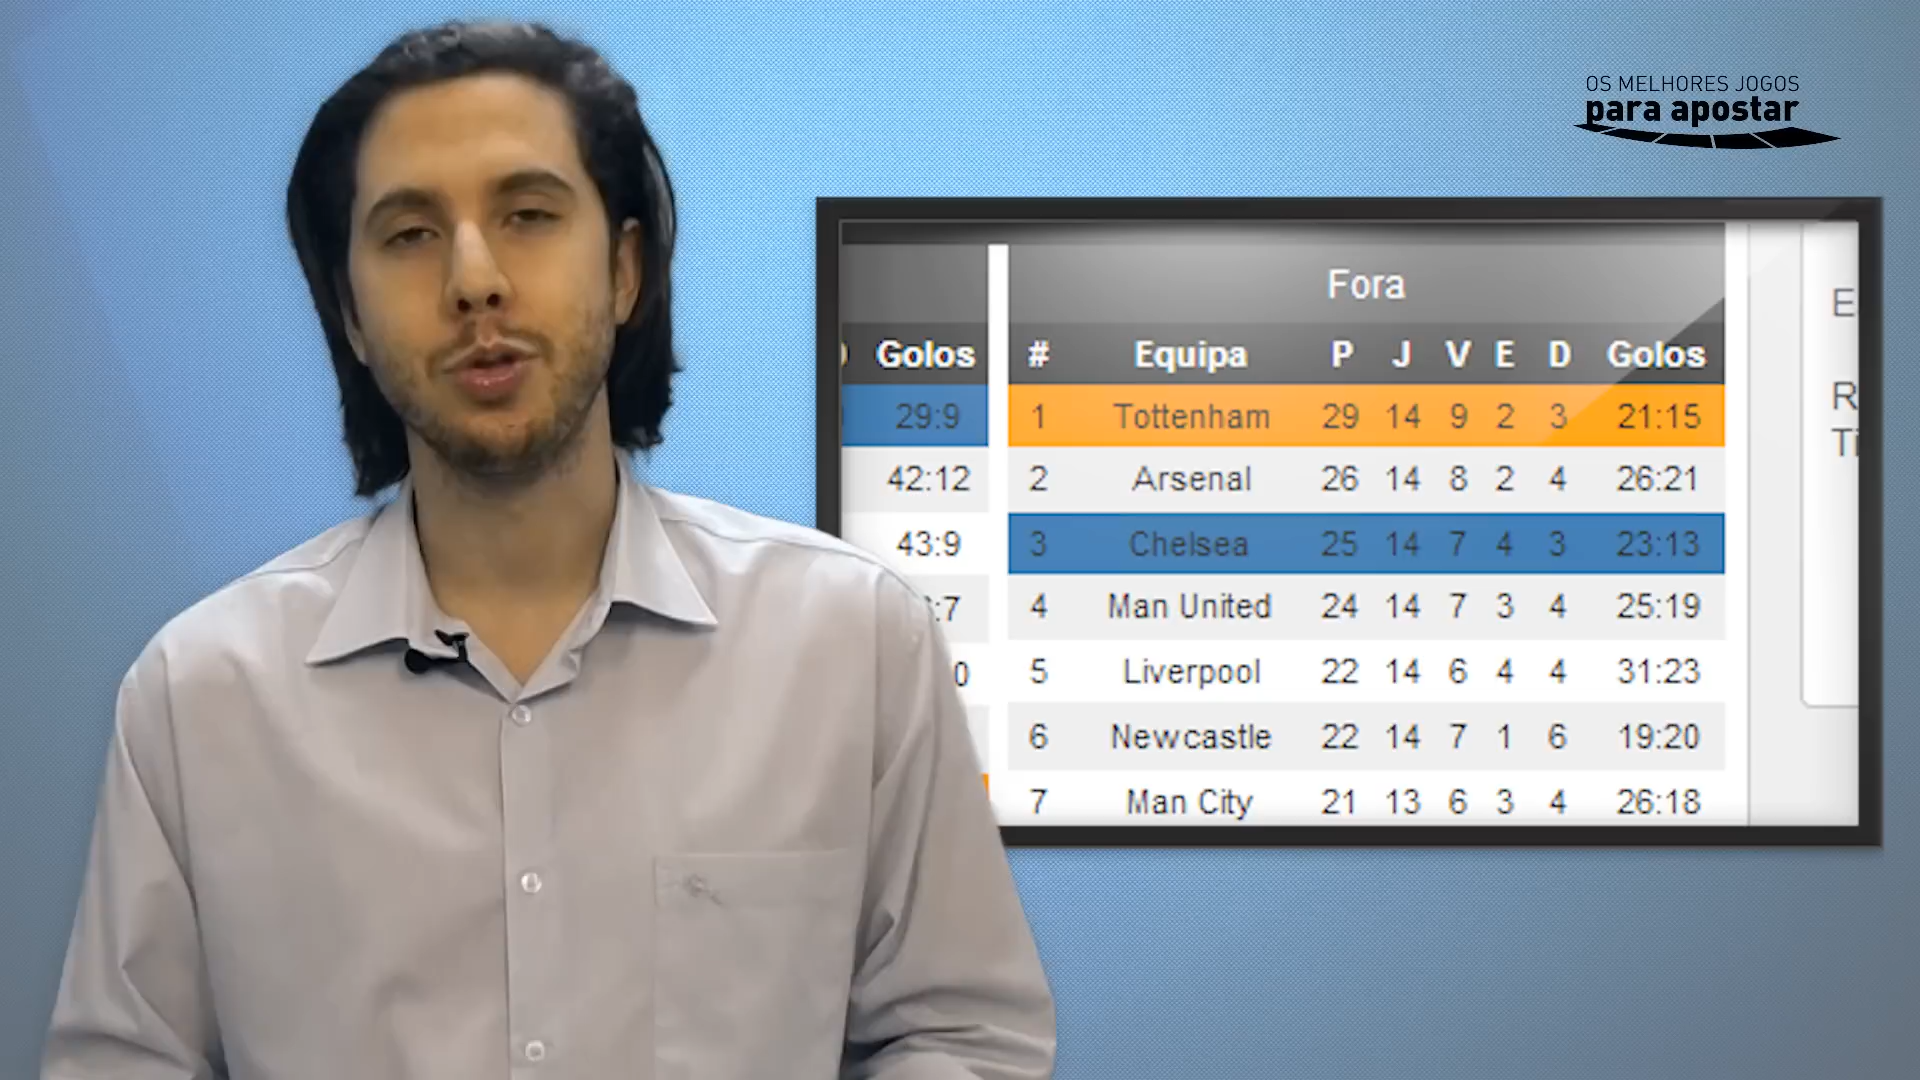 OS MELHORES JOGOS
para apostar
Fora
Golos # Equipa P J V E D Golos
29:9 1 Tottenham 29 14 9 2 3 21:15
42:12 2 Arsenal 26 14 8 2 4 26:21
43:9 3 Chelsea 25 14 7 4 3 23:13
:7 4 Man United 24 14 7 3 4 25:19
0 5 Liverpool 22 14 6 4 4 31:23
6 Newcastle 22 14 7 1 6 19:20
7 Man City 21 13 6 3 4 26:18
E
R
Ti